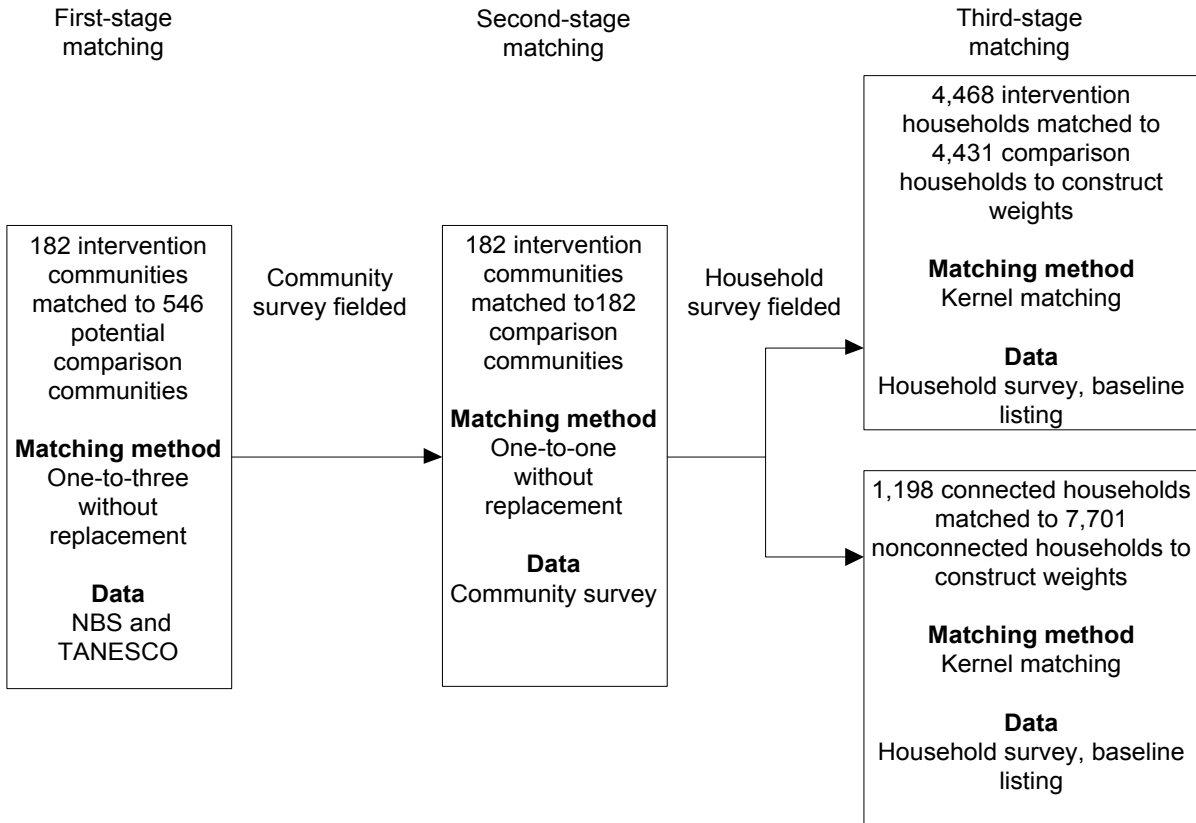 First-stage
matching
Second-stage
matching
Third-stage
matching
182 intervention
communities
matched to 546
potential
comparison
communities
Matching method
One-to-three
without
replacement
Data
NBS and
TANESCO
Community
survey fielded
182 intervention
communities
matched to182
comparison
communities
Matching method
One-to-one
without
replacement
Data
Community survey
Household
survey fielded
4,468 intervention
households matched to
4,431 comparison
households to construct
weights
Matching method
Kernel matching
Data
Household survey, baseline
listing
1,198 connected households
matched to 7,701
nonconnected households to
construct weights
Matching method
Kernel matching
Data
Household survey, baseline
listing